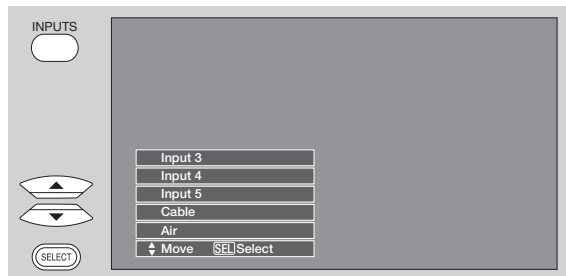 INPUTS
Input 3
Input 4
Input 5
Cable
Air
Move SEL Select
SELECT